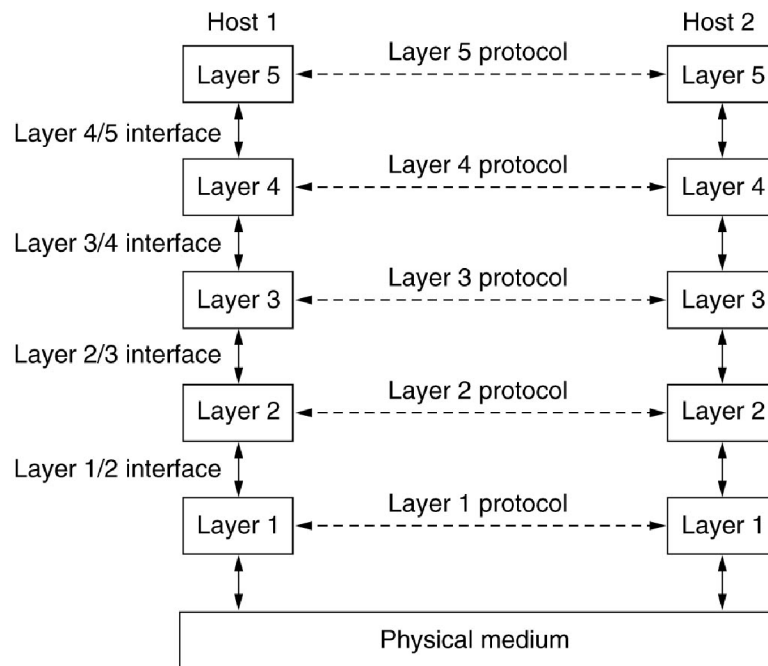 Host 1
Host 2
Layer 5 protocol
Layer 5
Layer 5
Layer 4/5 interface
Layer 4 protocol
Layer 4
Layer 4
Layer 3/4 interface
Layer 3 protocol
Layer 3
Layer 3
Layer 2/3 interface
Layer 2 protocol
Layer 2
Layer 2
Layer 1/2 interface
Layer 1 protocol
Layer 1
Layer 1
Physical medium